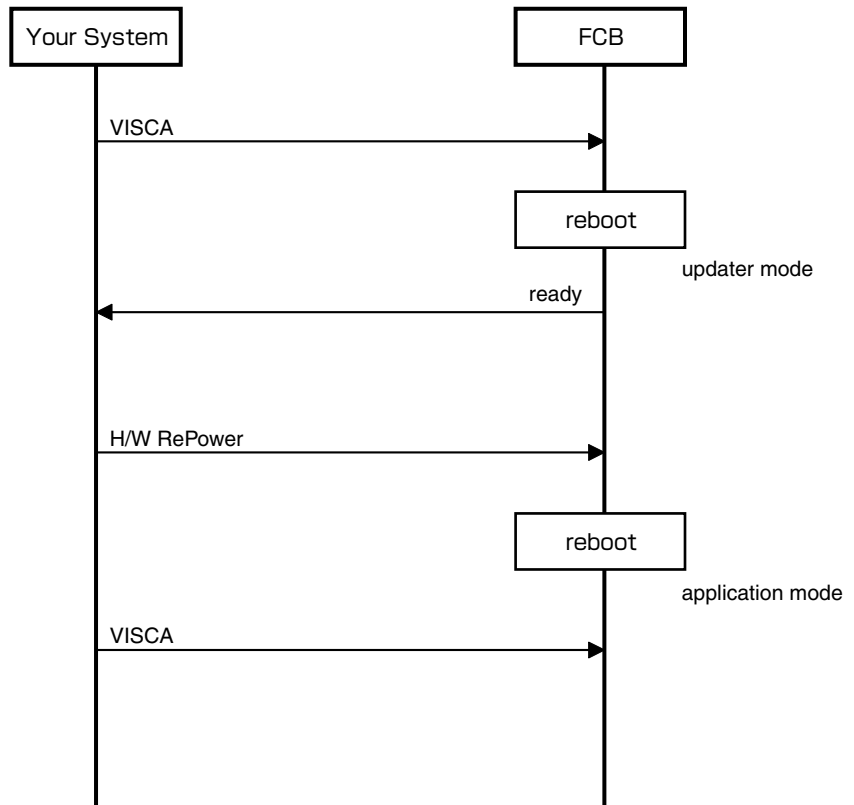 Your System
FCB
VISCA
reboot
updater mode
ready
H/W RePower
reboot
application mode
VISCA